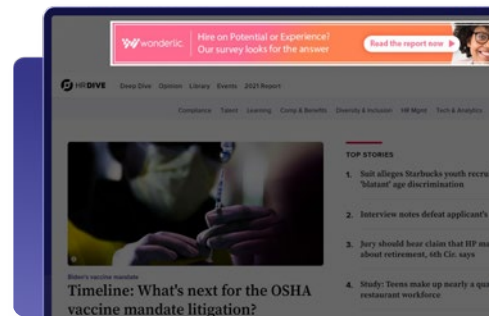 wonderlic
Hire on Potential or Experience!
Our survey looks for the answer
Read the report now
HRDIVE
Deep Dive Opinion Library Events 2021 Report
Compliance Talent Learning Comp & Benefits Diversity & Inclusion HR Mgmt Tech & Analytics
TOP STORIES
1. Suit alleges Starbucks youth recru
'blatant' age discrimination
2. Interview notes defeat applicant's
3. Jury should hear claim that HP ma
about retirement, 6th Cir. says
4. Study: Teens make up nearly a qua
restaurant workforce
Biden's vaccine mandate
Timeline: What's next for the OSHA
vaccine mandate litigation?